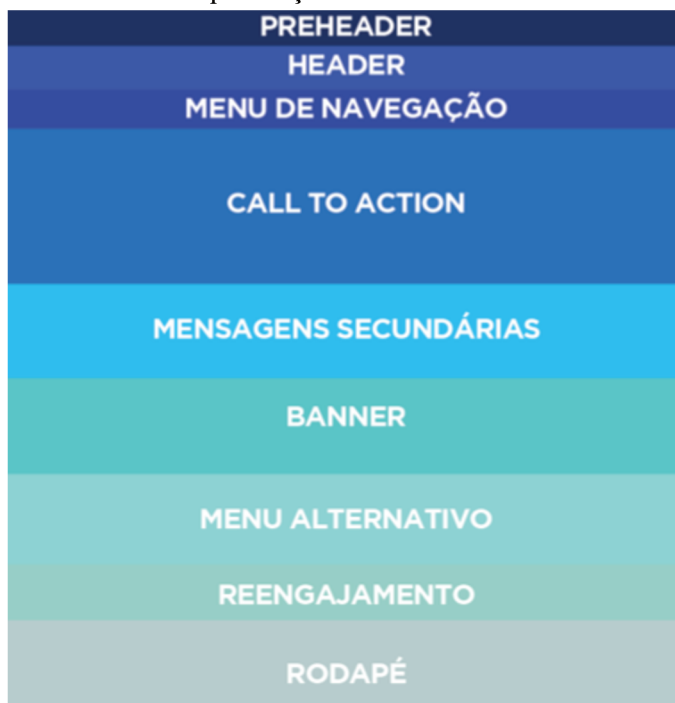 PREHEADER
HEADER
MENU DE NAVEGAÇÃO
CALL TO ACTION
MENSAGENS SECUNDÁRIAS
BANNER
MENU ALTERNATIVO
REENGAJAMENTO
RODAPÉ